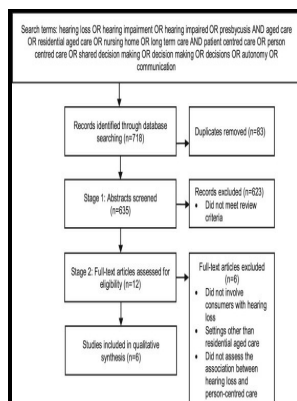 Search terms: hearing loss OR hearing impairment OR hearing impaired OR presbycusis AND aged care
OR residential aged care OR nursing home OR long term care AND patient centred care OR person
centred care OR shared decision making OR decision making OR decisions OR autonomy OR
communication
Records identified through database
searching (n=718)
Duplicates removed (n=83)
Stage 1: Abstracts screened
(n=635)
Records excluded (n=623)
• Did not meet review
criteria
Stage 2: Full-text articles assessed for
eligibility (n=12)
Full-text articles excluded
(n=6)
• Did not involve
consumers with hearing
loss
• Settings other than
residential aged care
• Did not assess the
association between
hearing loss and
person-centred care
Studies included in qualitative
synthesis (n=6)